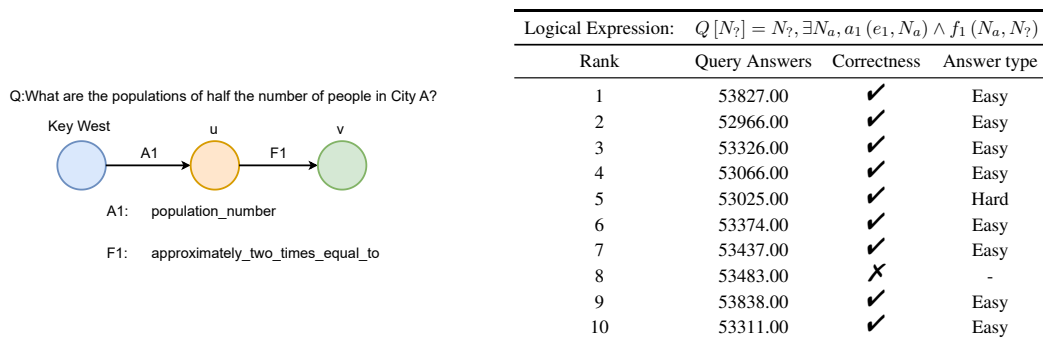 Q:What are the populations of half the number of people in City A?
Key West
u
v
A1
F1
A1: population_number
F1: approximately_two_times_equal_to
Logical Expression: Q [N?] = N?, ∃Na, a1 (e1, Na) ∧ f1 (Na, N?)
Rank Query Answers Correctness Answer type
1 53827.00 ✔ Easy
2 52966.00 ✔ Easy
3 53326.00 ✔ Easy
4 53066.00 ✔ Easy
5 53025.00 ✔ Hard
6 53374.00 ✔ Easy
7 53437.00 ✔ Easy
8 53483.00 ✗ -
9 53838.00 ✔ Easy
10 53311.00 ✔ Easy